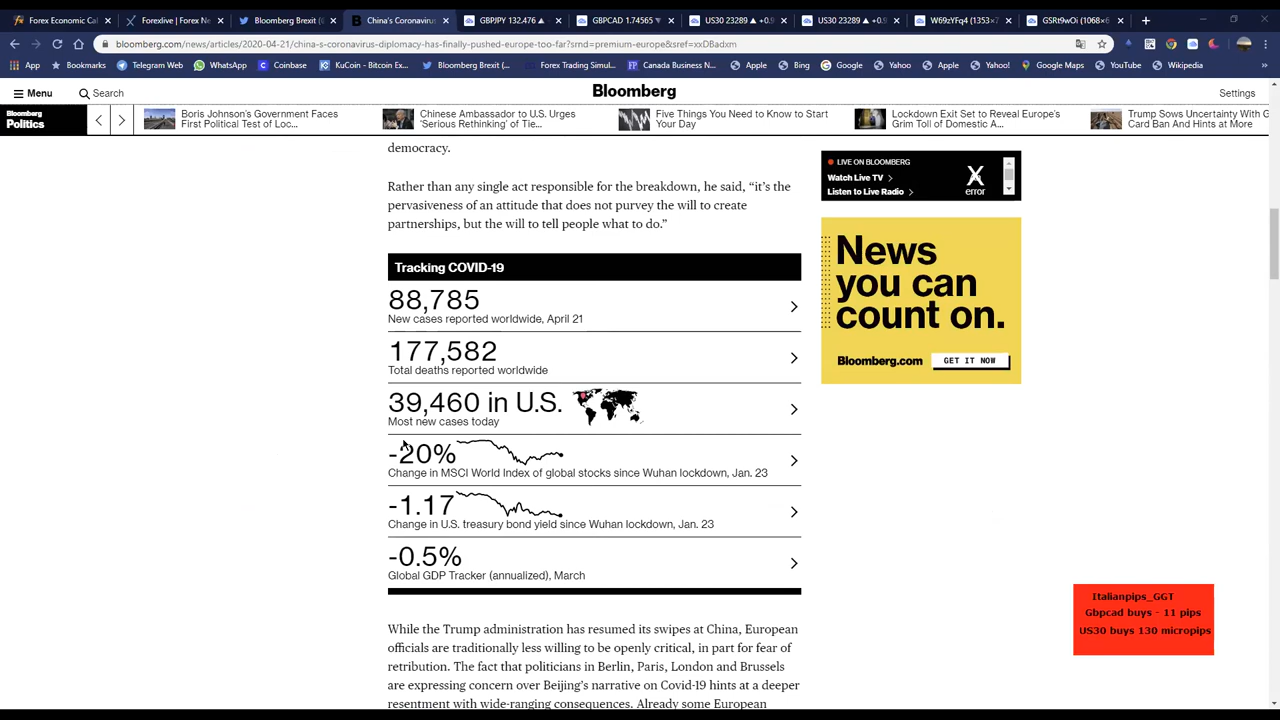 Forex Economic Cale
Forexlive | Forex Ne
Bloomberg Brexit (@
China's Coronavirus
GBPJPY 132.476
GBPCAD 1.74565
US30 23289 +0.9
US30 23289 +0.9
W69zYFq4 (1353×7
GSRt9wOi (1068×6
bloomberg.com/news/articles/2020-04-21/china-s-coronavirus-diplomacy-has-finally-pushed-europe-too-far?srnd=premium-europe&sref=xxDBadxm
App
Bookmarks
Telegram Web
WhatsApp
Coinbase
KuCoin - Bitcoin Ex...
Bloomberg Brexit (...
Forex Trading Simul...
Canada Business N...
Apple
Bing
Google
Yahoo
Apple
Yahoo!
Google Maps
YouTube
Wikipedia
Menu
Search
Bloomberg
Settings
Bloomberg
Politics
Boris Johnson's Government Faces
First Political Test of Loc...
Chinese Ambassador to U.S. Urges
'Serious Rethinking' of Tie...
Five Things You Need to Know to Start
Your Day
Lockdown Exit Set to Reveal Europe's
Grim Toll of Domestic A...
Trump Sows Uncertainty With G
Card Ban And Hints at More
democracy.
Rather than any single act responsible for the breakdown, he said, “it's the
pervasiveness of an attitude that does not purvey the will to create
partnerships, but the will to tell people what to do.”
Tracking COVID-19
88,785
New cases reported worldwide, April 21
177,582
Total deaths reported worldwide
39,460 in U.S.
Most new cases today
-20%
Change in MSCI World Index of global stocks since Wuhan lockdown, Jan. 23
-1.17
Change in U.S. treasury bond yield since Wuhan lockdown, Jan. 23
-0.5%
Global GDP Tracker (annualized), March
While the Trump administration has resumed its swipes at China, European
officials are traditionally less willing to be openly critical, in part for fear of
retribution. The fact that politicians in Berlin, Paris, London and Brussels
are expressing concern over Beijing's narrative on Covid-19 hints at a deeper
resentment with wide-ranging consequences. Already some European
LIVE ON BLOOMBERG
Watch Live TV
Listen to Live Radio
error
News
you can
count on.
Bloomberg.com
GET IT NOW
Italianpips_GGT
Gbpcad buys - 11 pips
US30 buys 130 micropips